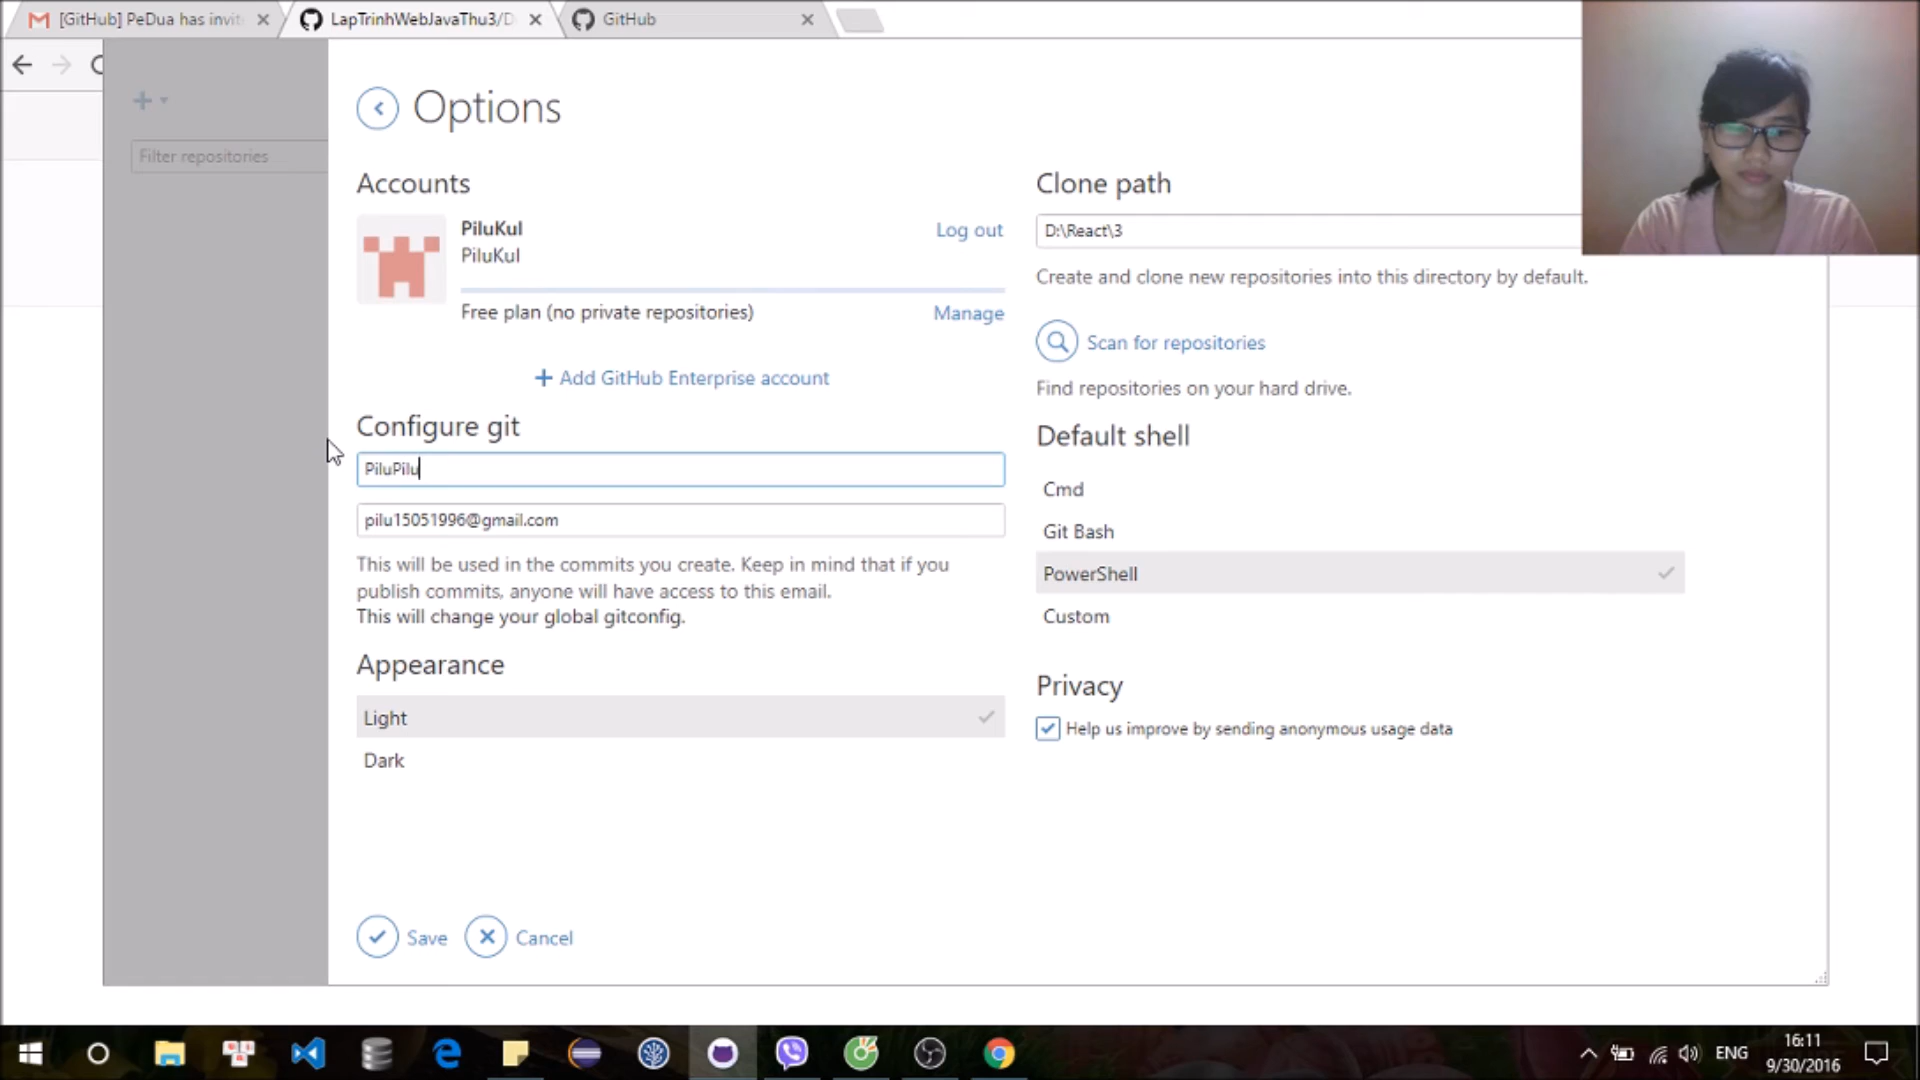 [GitHub] PeDua has invit
LapTrinhWebJavaThu3/D
GitHub
Filter repositories
Options
Accounts
PiluKul
PiluKul
Log out
Free plan (no private repositories)
Manage
+ Add GitHub Enterprise account
Configure git
PiluPilu
pilu15051996@gmail.com
This will be used in the commits you create. Keep in mind that if you
publish commits, anyone will have access to this email.
This will change your global gitconfig.
Appearance
Light
Dark
Save
Cancel
Clone path
D:\React\3
Create and clone new repositories into this directory by default.
Scan for repositories
Find repositories on your hard drive.
Default shell
Cmd
Git Bash
PowerShell
Custom
Privacy
Help us improve by sending anonymous usage data
ENG
16:11
9/30/2016